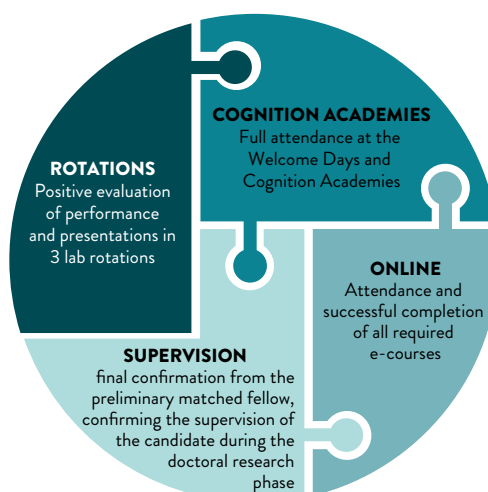 COGNITION ACADEMIES
Full attendance at the
Welcome Days and
Cognition Academies
ROTATIONS
Positive evaluation
of performance
and presentations in
3 lab rotations
ONLINE
Attendance and
successful completion
of all required
e-courses
SUPERVISION
final confirmation from the
preliminary matched fellow,
confirming the supervision of
the candidate during the
doctoral research
phase